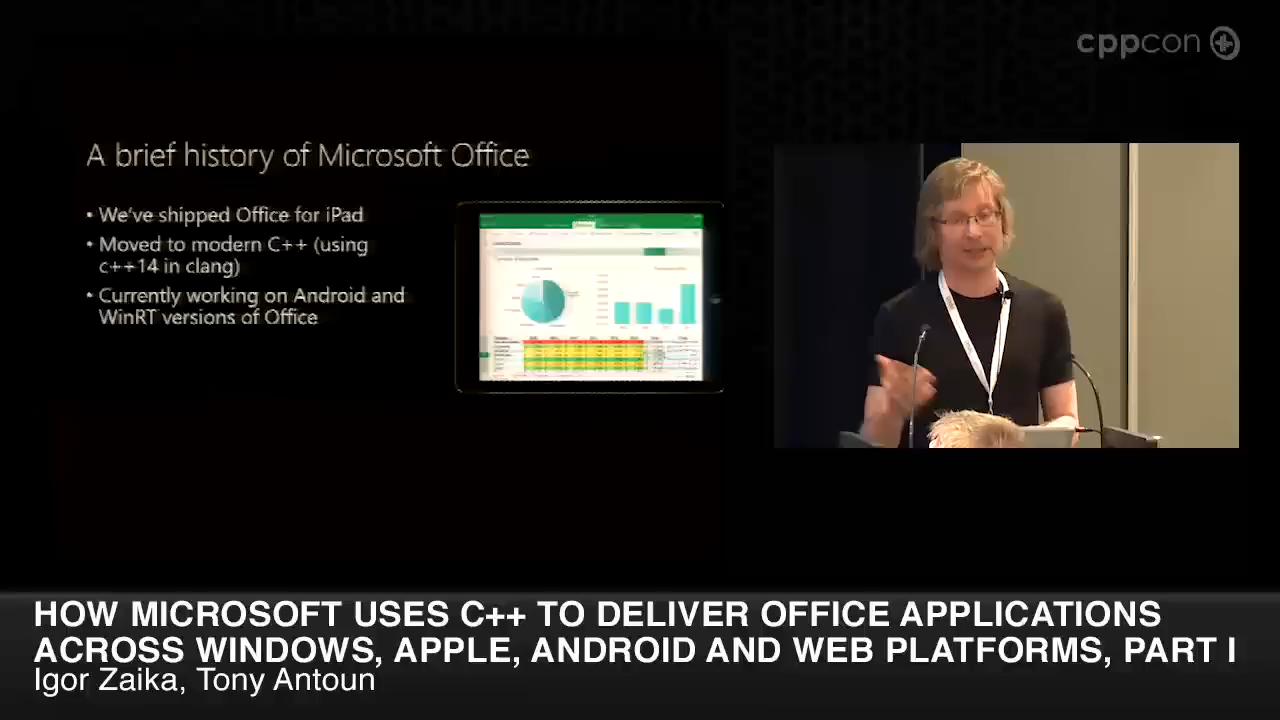 cppcon
A brief history of Microsoft Office
• We've shipped Office for iPad
• Moved to modern C++ (using
c++14 in clang)
• Currently working on Android and
WinRT versions of Office
HOW MICROSOFT USES C++ TO DELIVER OFFICE APPLICATIONS
ACROSS WINDOWS, APPLE, ANDROID AND WEB PLATFORMS, PART I
Igor Zaika, Tony Antoun